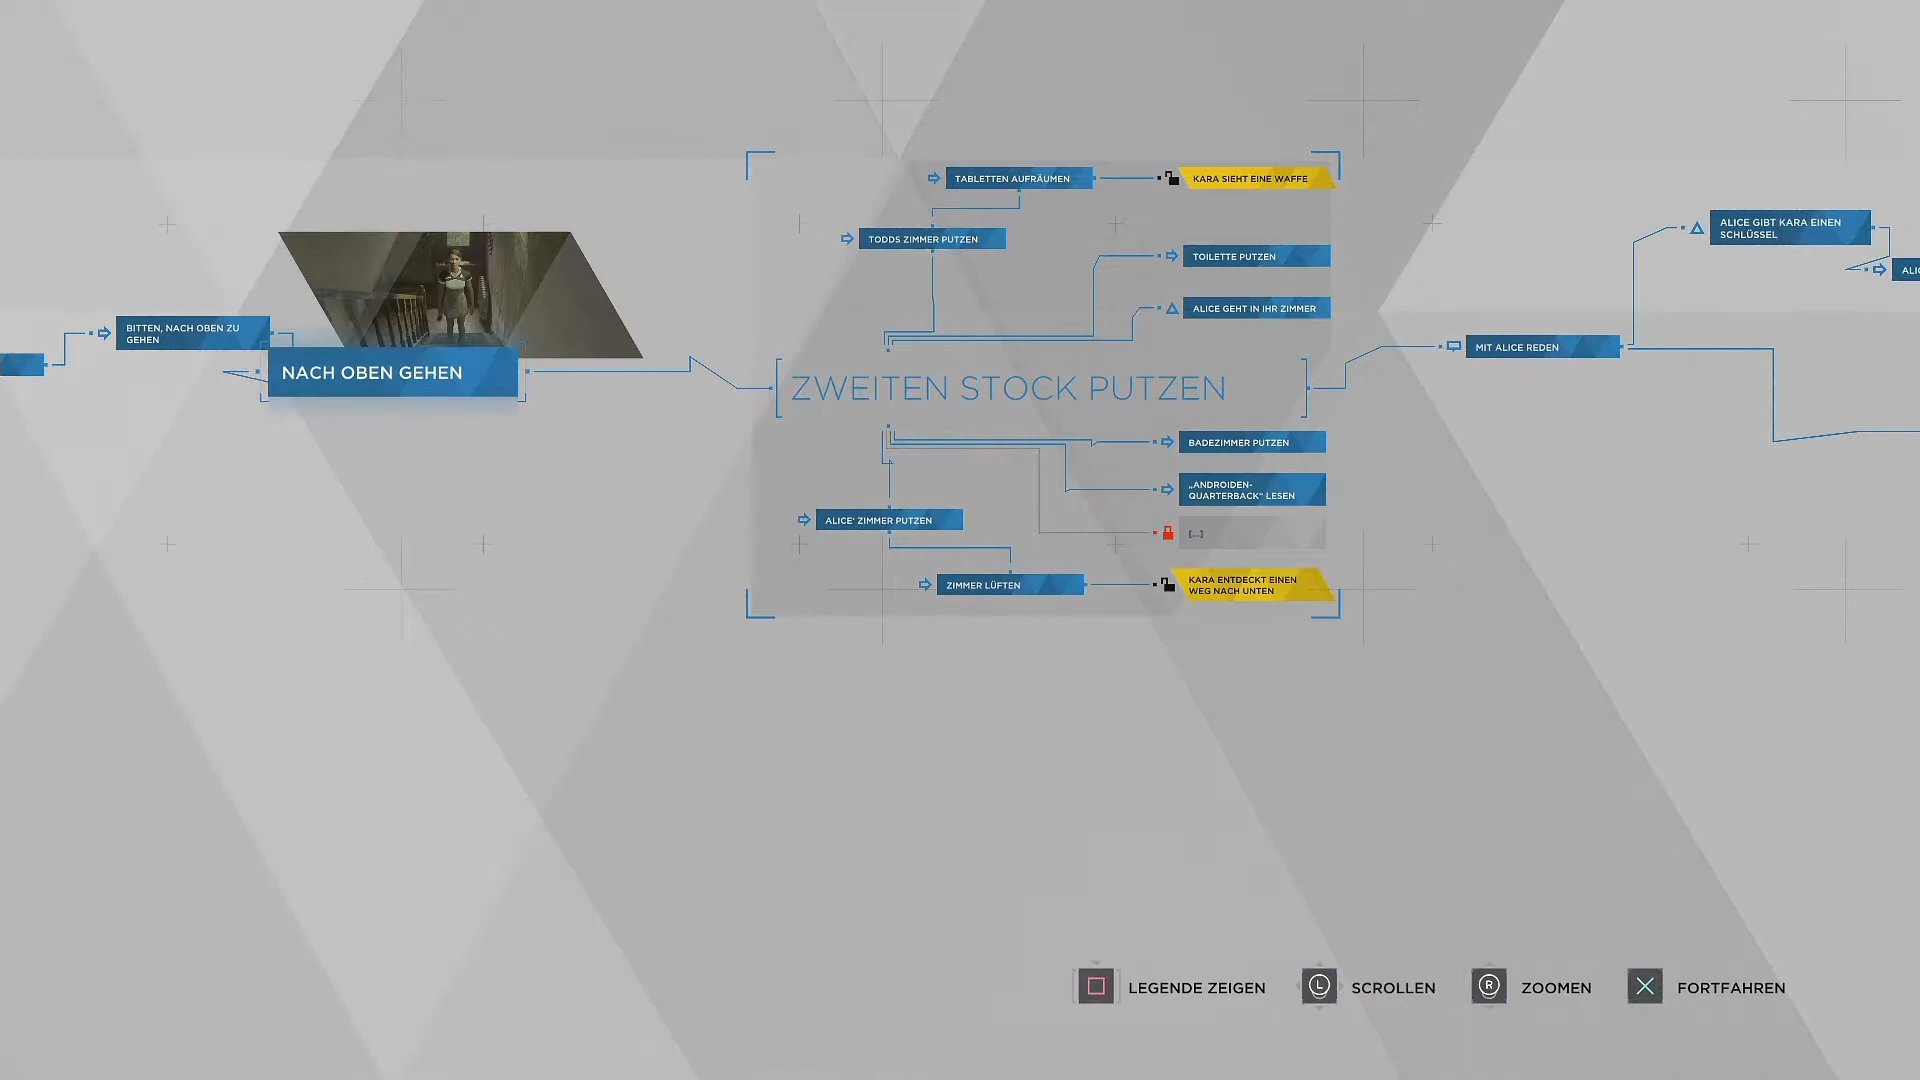 TABLETTEN AUFRÄUMEN
KARA SIEHT EINE WAFFE
TODDS ZIMMER PUTZEN
TOILETTE PUTZEN
ALICE GEHT IN IHR ZIMMER
ALICE GIBT KARA EINEN
SCHLÜSSEL
BITTEN, NACH OBEN ZU
GEHEN
NACH OBEN GEHEN
ZWEITEN STOCK PUTZEN
MIT ALICE REDEN
BADEZIMMER PUTZEN
„ANDROIDEN-
QUARTERBACK“ LESEN
ALICE' ZIMMER PUTZEN
[...]
ZIMMER LÜFTEN
KARA ENTDECKT EINEN
WEG NACH UNTEN
LEGENDE ZEIGEN
L
SCROLLEN
R
ZOOMEN
FORTFAHREN